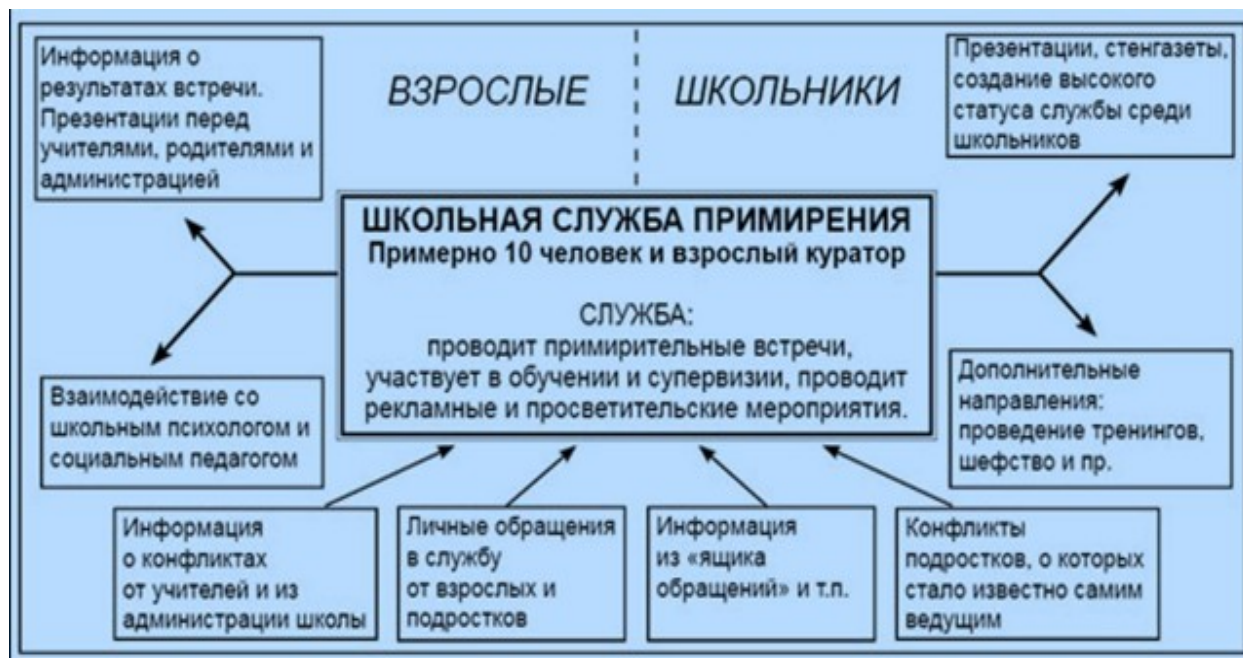 Информация о
результатах встречи.
Презентации перед
учителями, родителями и
администрацией
ВЗРОСЛЫЕ
ШКОЛЬНИКИ
Презентации, стенгазеты,
создание высокого
статуса службы среди
школьников
ШКОЛЬНАЯ СЛУЖБА ПРИМИРЕНИЯ
Примерно 10 человек и взрослый куратор
СЛУЖБА:
проводит примирительные встречи,
участвует в обучении и супервизии, проводит
рекламные и просветительские мероприятия.
Взаимодействие со
школьным психологом и
социальным педагогом
Дополнительные
направления:
проведение тренингов,
шефство и пр.
Информация
о конфликтах
от учителей и из
администрации школы
Личные обращения
в службу
от взрослых и
подростков
Информация
из «ящика
обращений» и т.п.
Конфликты
подростков, о которых
стало известно самим
ведущим